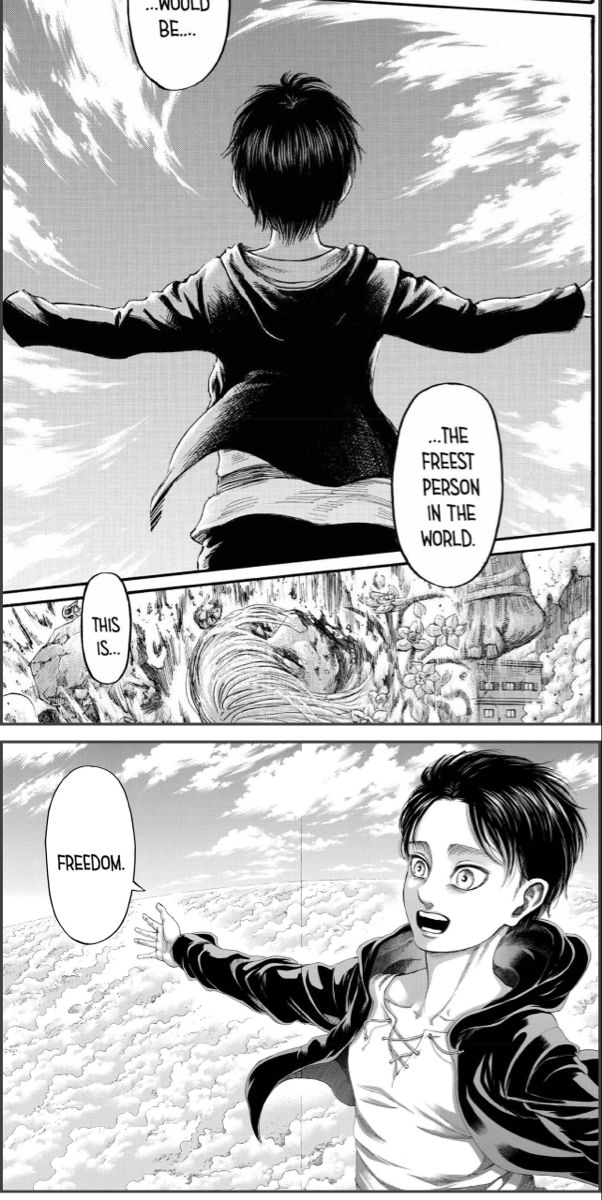 ...WOULD
BE....
...THE
FREEST
PERSON
IN THE
WORLD.
THIS
IS...
FREEDOM.